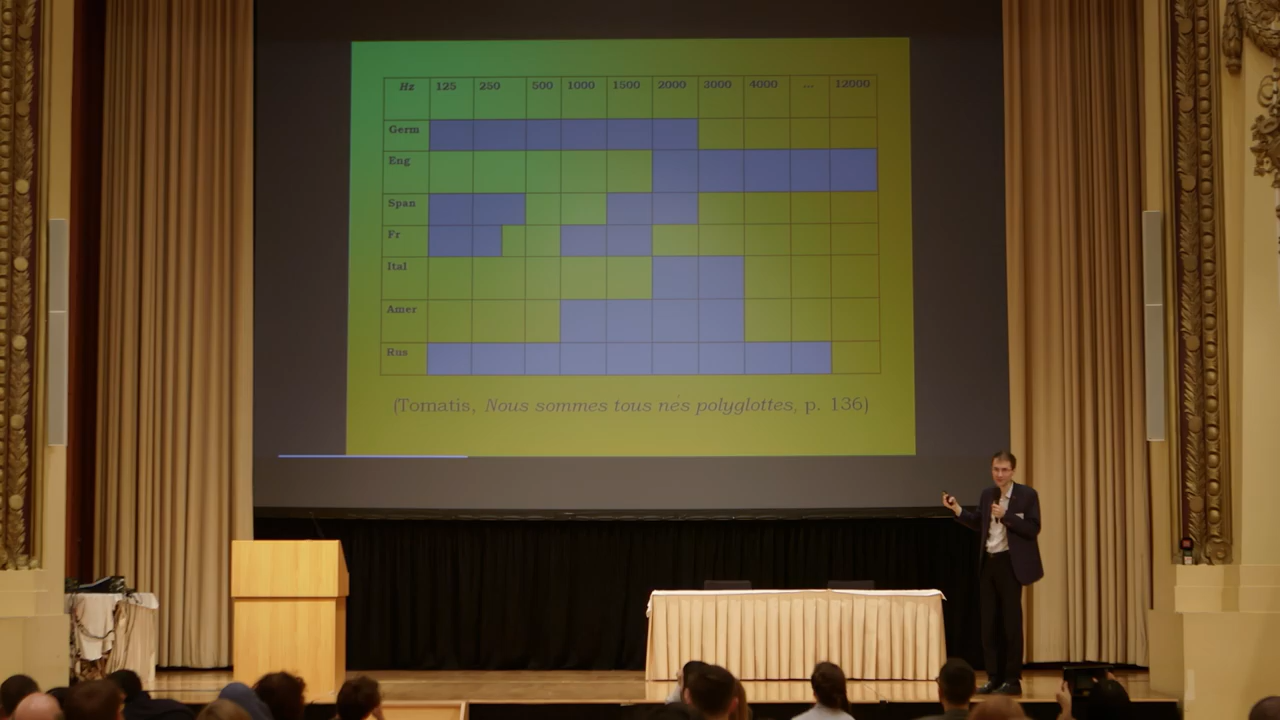 Hz 125 250 500 1000 1500 2000 3000 4000 ... 12000
Germ
Eng
Span
Fr
Ital
Amer
Rus
(Tomatis, Nous sommes tous nes polyglottes, p. 136)